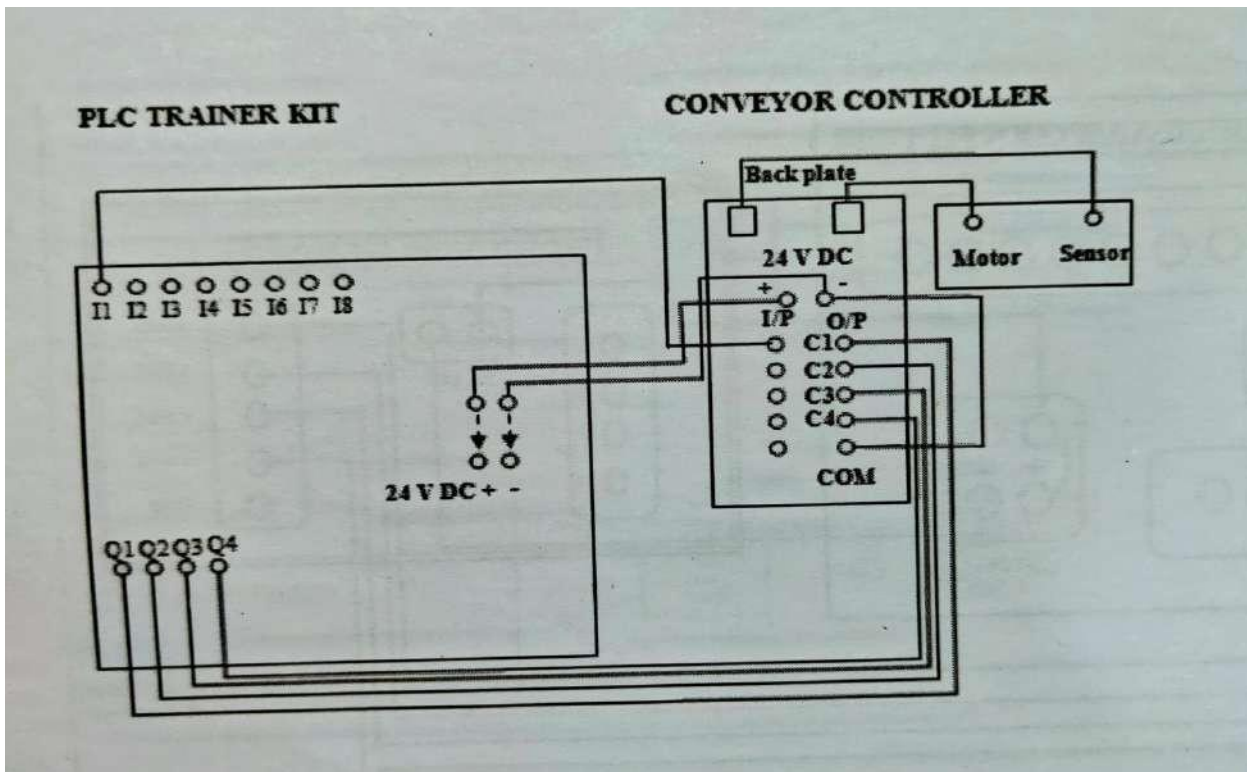 PLC TRAINER KIT
CONVEYOR CONTROLLER
Back plate
24 V DC
Motor Sensor
+ -
I/P O/P
I1 I2 I3 I4 I5 I6 I7 I8
C1
C2
C3
C4
COM
24 V DC + -
Q1 Q2 Q3 Q4